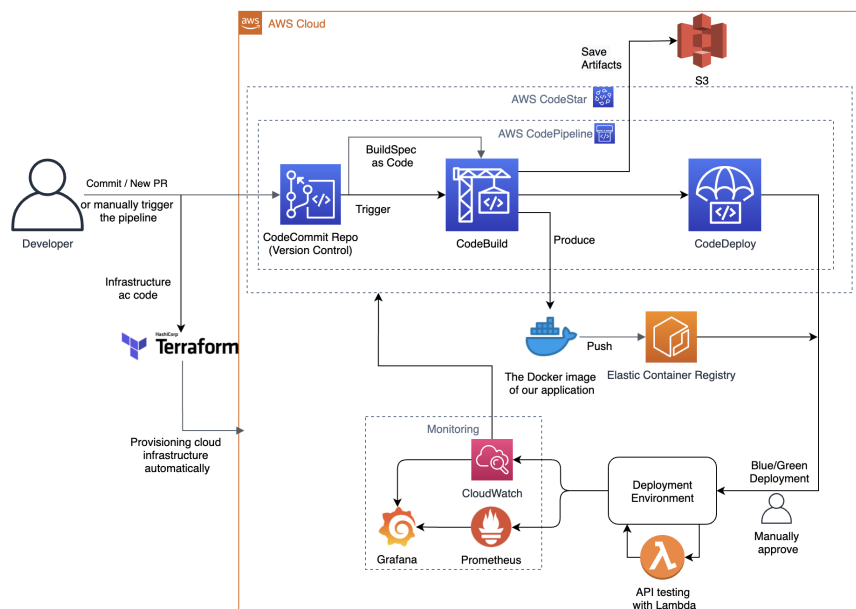 aws
AWS Cloud
Save
Artifacts
S3
AWS CodeStar
AWS CodePipeline
BuildSpec
as Code
Commit / New PR
or manually trigger
the pipeline
Trigger
Developer
CodeCommit Repo
(Version Control)
CodeBuild
CodeDeploy
Produce
Infrastructure
ac code
HashiCorp
Terraform
Push
The Docker image
of our application
Elastic Container Registry
Provisioning cloud
infrastructure
automatically
Monitoring
CloudWatch
Grafana
Prometheus
Deployment
Environment
Blue/Green
Deployment
Manually
approve
API testing
with Lambda